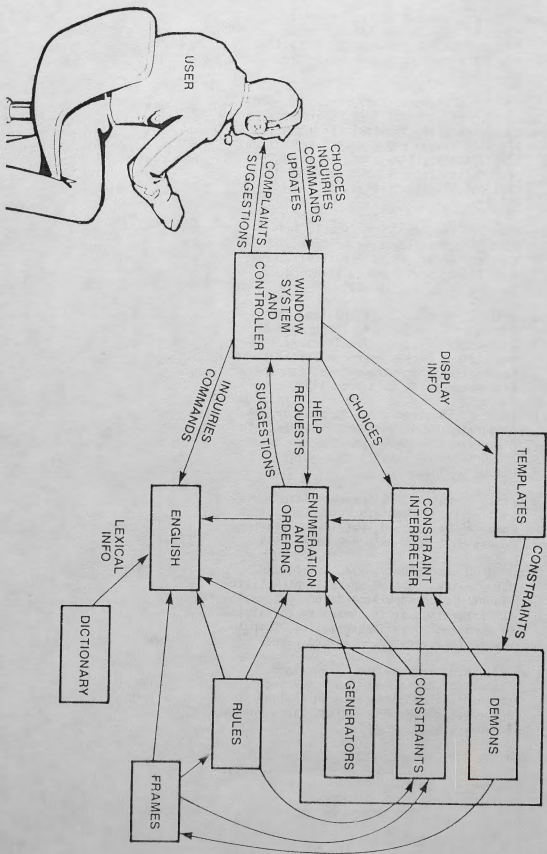 USER
CHOICES
INQUIRIES
COMMANDS
UPDATES
COMPLAINTS
SUGGESTIONS
WINDOW
SYSTEM
AND
CONTROLLER
DISPLAY
INFO
CHOICES
HELP
REQUESTS
SUGGESTIONS
INQUIRIES
COMMANDS
TEMPLATES
CONSTRAINT
INTERPRETER
ENUMERATION
AND
ORDERING
ENGLISH
LEXICAL
INFO
DICTIONARY
CONSTRAINTS
DEMONS
CONSTRAINTS
GENERATORS
RULES
FRAMES